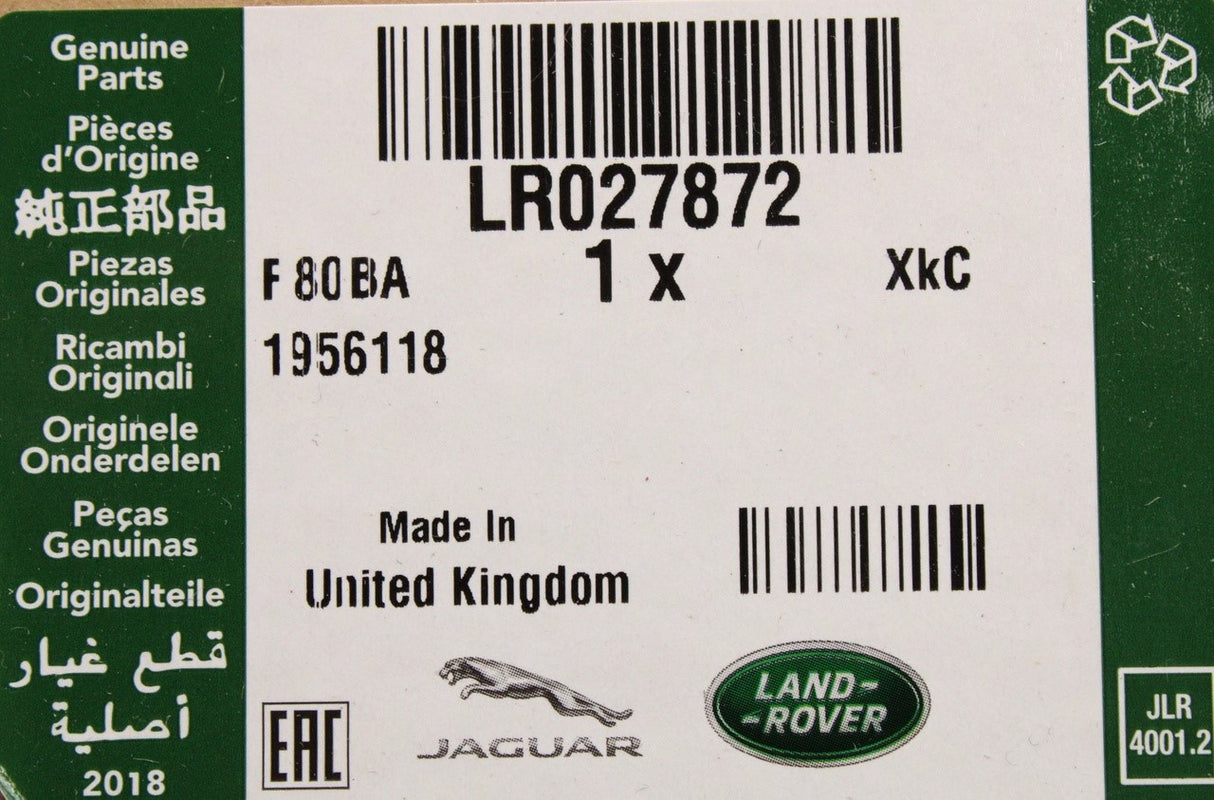 Genuine
Parts
Pièces
d'Origine
純正部品
Piezas
Originales
Ricambi
Originali
Originele
Onderdelen
Peças
Genuinas
Originalteile
قطع غيار
أصلية
2018
LR027872
F 80 BA 1 x XkC
1956118
Made In
United Kingdom
EAC
JAGUAR
LAND-
-ROVER
JLR
4001.2